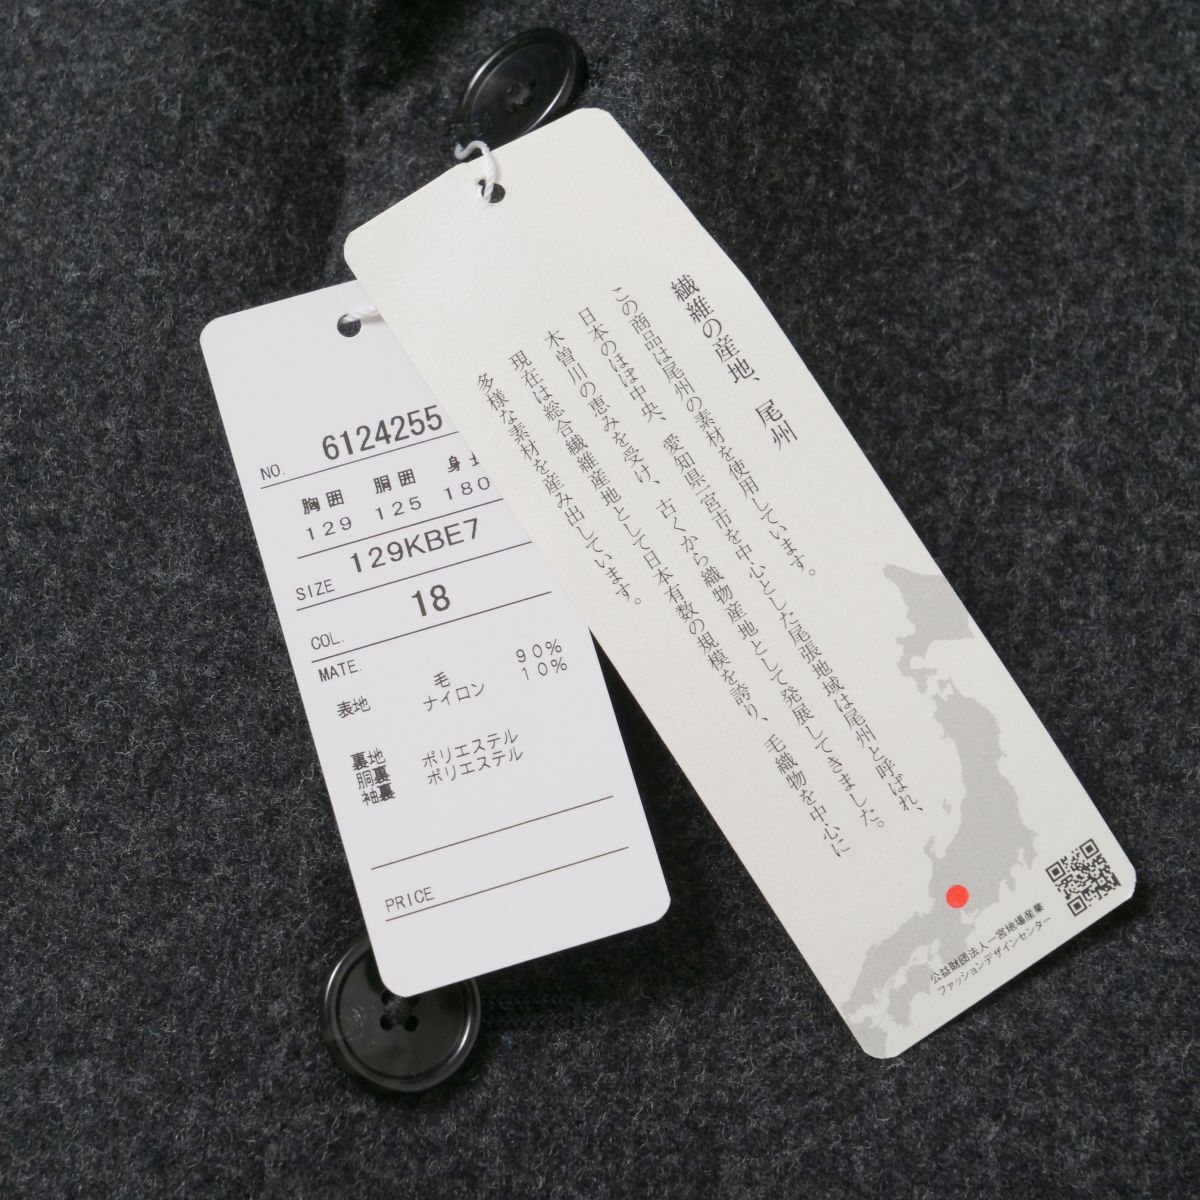 NO. 6124255
胸囲 胴囲 身
129 125 180
SIZE 129KBE7
COL. 18
MATE.
表地 毛 90%
ナイロン 10%
裏地
胴裏 ポリエステル
袖裏 ポリエステル
PRICE
繊維の産地、尾州
この商品は尾州の素材を使用しています。
日本のほぼ中央、愛知県一宮市を中心とした尾張地域は尾州と呼ばれ、
木曽川の恵みを受け、古くから織物産地として発展してきました。
現在は総合繊維産地として日本有数の規模を誇り、毛織物を中心に
多様な素材を産み出しています。
公益財団法人一宮地場産業
ファッションデザインセンター